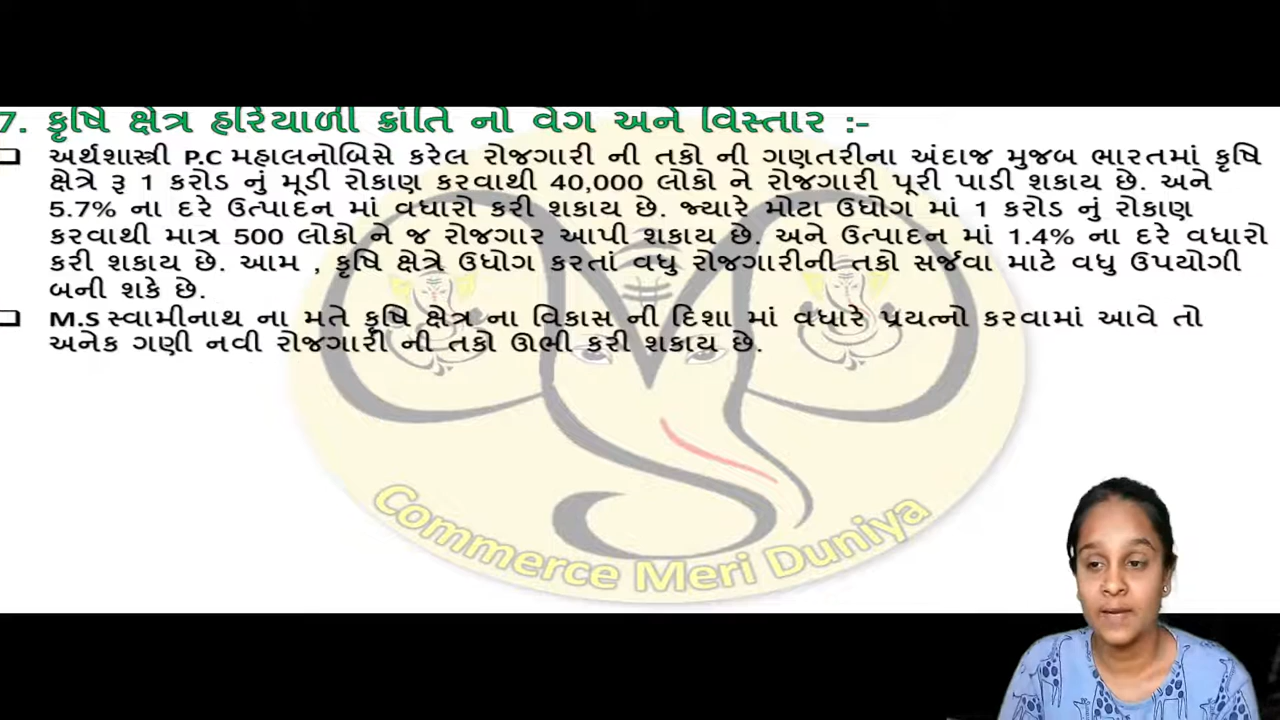 7. કૃષિ ક્ષેત્ર હરિયાળી ક્રાંતિ નો વેગ અને વિસ્તાર :-
અર્થશાસ્ત્રી P.C મહાલનોબિસે કરેલ રોજગારી ની તકો ની ગણતરીના અંદાજ મુજબ ભારતમાં કૃષિ
ક્ષેત્રે રૂ 1 કરોડ નું મૂડી રોકાણ કરવાથી 40,000 લોકો ને રોજગારી પૂરી પાડી શકાય છે. અને
5.7% ના દરે ઉત્પાદન માં વધારો કરી શકાય છે. જ્યારે મોટા ઉધોગ માં 1 કરોડ નું રોકાણ
કરવાથી માત્ર 500 લોકો ને જ રોજગાર આપી શકાય છે. અને ઉત્પાદન માં 1.4% ના દરે વધારો
કરી શકાય છે. આમ , કૃષિ ક્ષેત્રે ઉધોગ કરતાં વધુ રોજગારીની તકો સર્જવા માટે વધુ ઉપયોગી
બની શકે છે.
M.S સ્વામીનાથ ના મતે કૃષિ ક્ષેત્ર ના વિકાસ ની દિશા માં વધારે પ્રયત્નો કરવામાં આવે તો
અનેક ગણી નવી રોજગારી ની તકો ઊભી કરી શકાય છે.
Commerce Meri Duniya